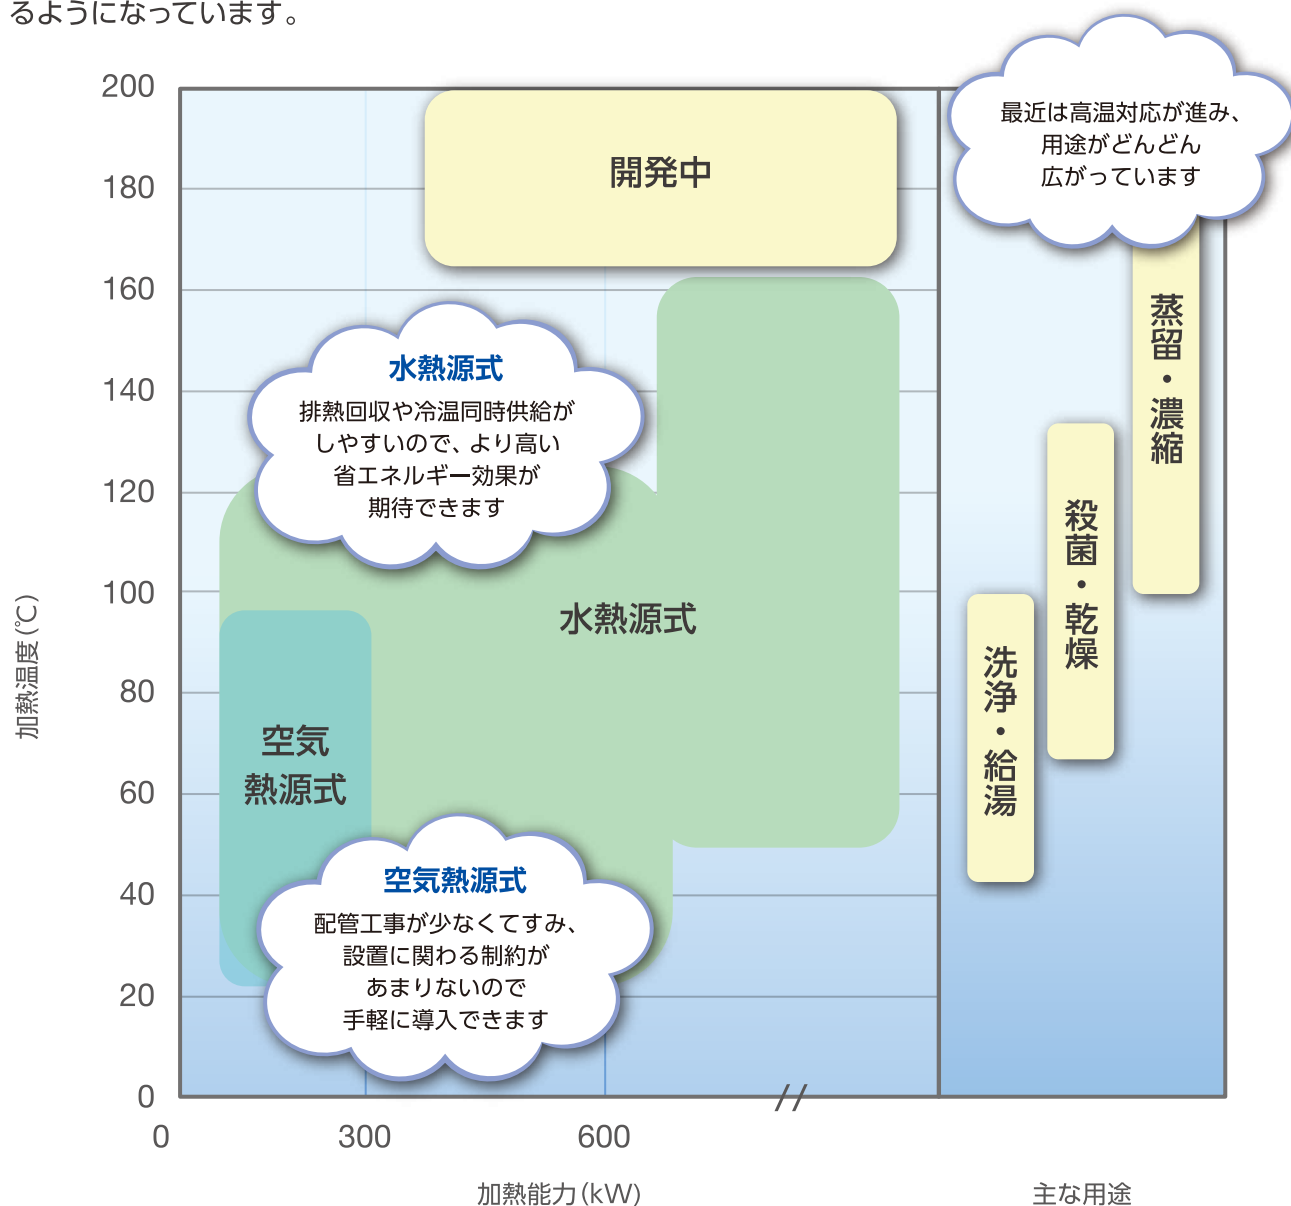 るようになっています。
200
180
160
140
120
100
80
60
40
20
0
加熱温度(℃)
0
300
600
加熱能力(kW)
主な用途
開発中
水熱源式
排熱回収や冷温同時供給が
しやすいので、より高い
省エネルギー効果が
期待できます
水熱源式
空気
熱源式
空気熱源式
配管工事が少なくてすみ、
設置に関わる制約が
あまりないので
手軽に導入できます
最近は高温対応が進み、
用途がどんどん
広がっています
洗浄・給湯
殺菌・乾燥
蒸留・濃縮